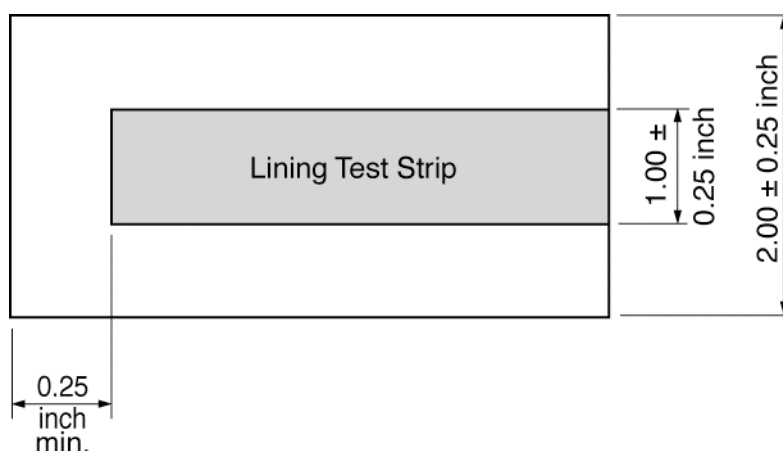 Lining Test Strip
1.00 ±
0.25 inch
2.00 ± 0.25 inch
0.25
inch
min.